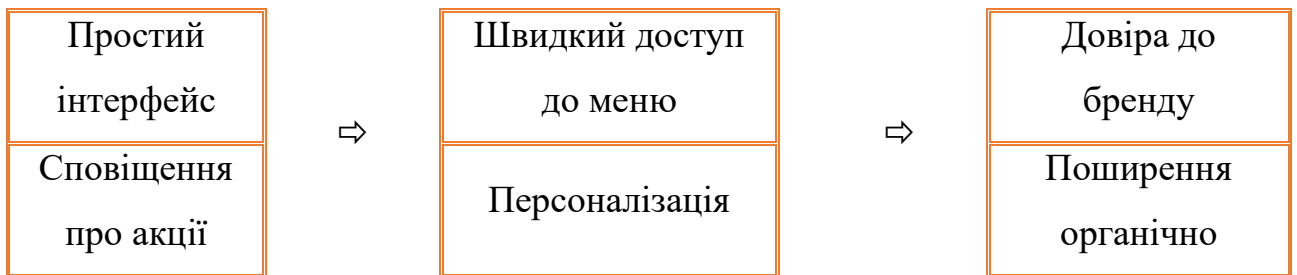 Простий
інтерфейс
Сповіщення
про акції
⇨
Швидкий доступ
до меню
Персоналізація
⇨
Довіра до
бренду
Поширення
органічно